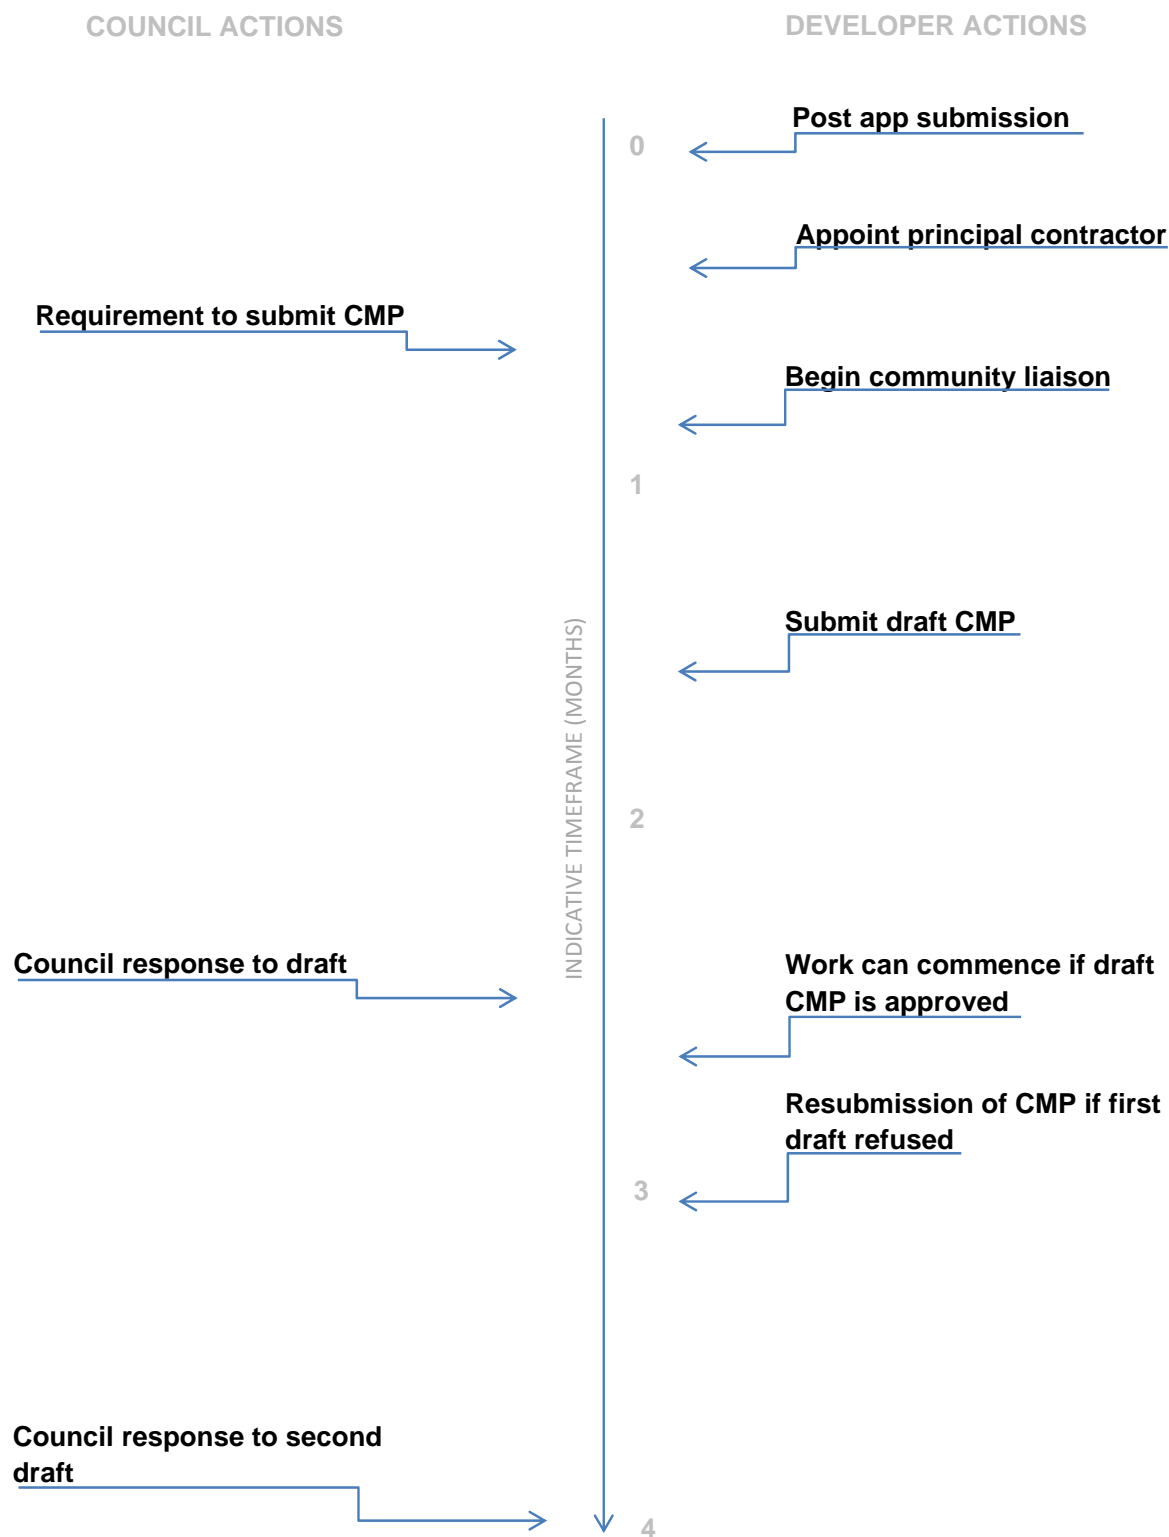 COUNCIL ACTIONS
DEVELOPER ACTIONS
Post app submission
0
Appoint principal contractor
Requirement to submit CMP
Begin community liaison
1
Submit draft CMP
INDICATIVE TIMEFRAME (MONTHS)
2
Council response to draft
Work can commence if draft
CMP is approved
Resubmission of CMP if first
draft refused
3
Council response to second
draft
4